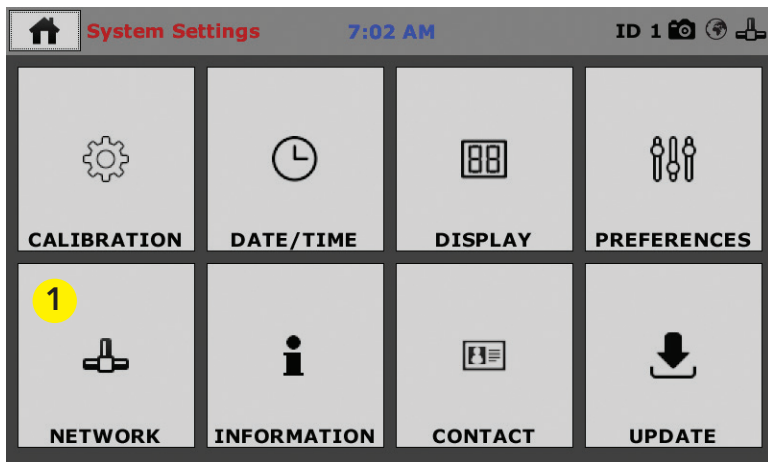 System Settings 7:02 AM ID 1
CALIBRATION DATE/TIME DISPLAY PREFERENCES
1
NETWORK INFORMATION CONTACT UPDATE